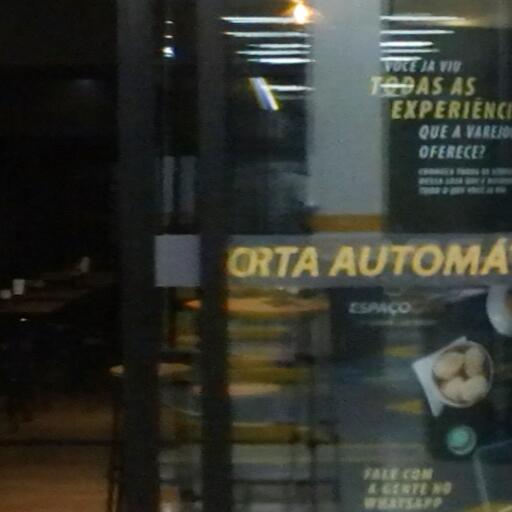 VOCÊ JÁ VIU
TODAS AS
EXPERIÊNCI
QUE A VAREJO
OFERECE?
ORTA AUTOMÁ
ESPAÇO
FALE COM
A GENTE NO
WHATSAPP